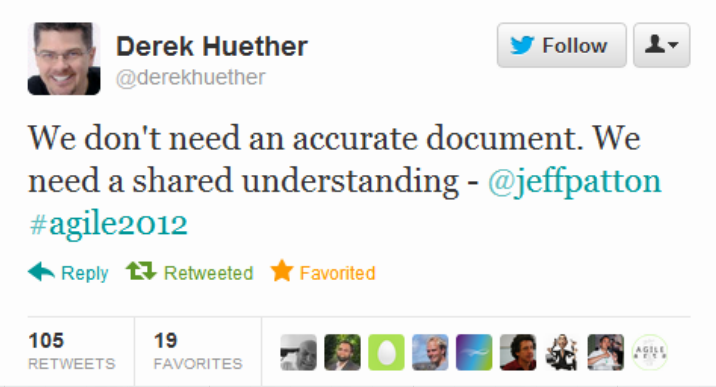 Derek Huether
Follow
@derekhuether
We don't need an accurate document. We
need a shared understanding - @jeffpatton
#agile2012
Reply Retweeted Favorited
105 19
RETWEETS FAVORITES
AGILE